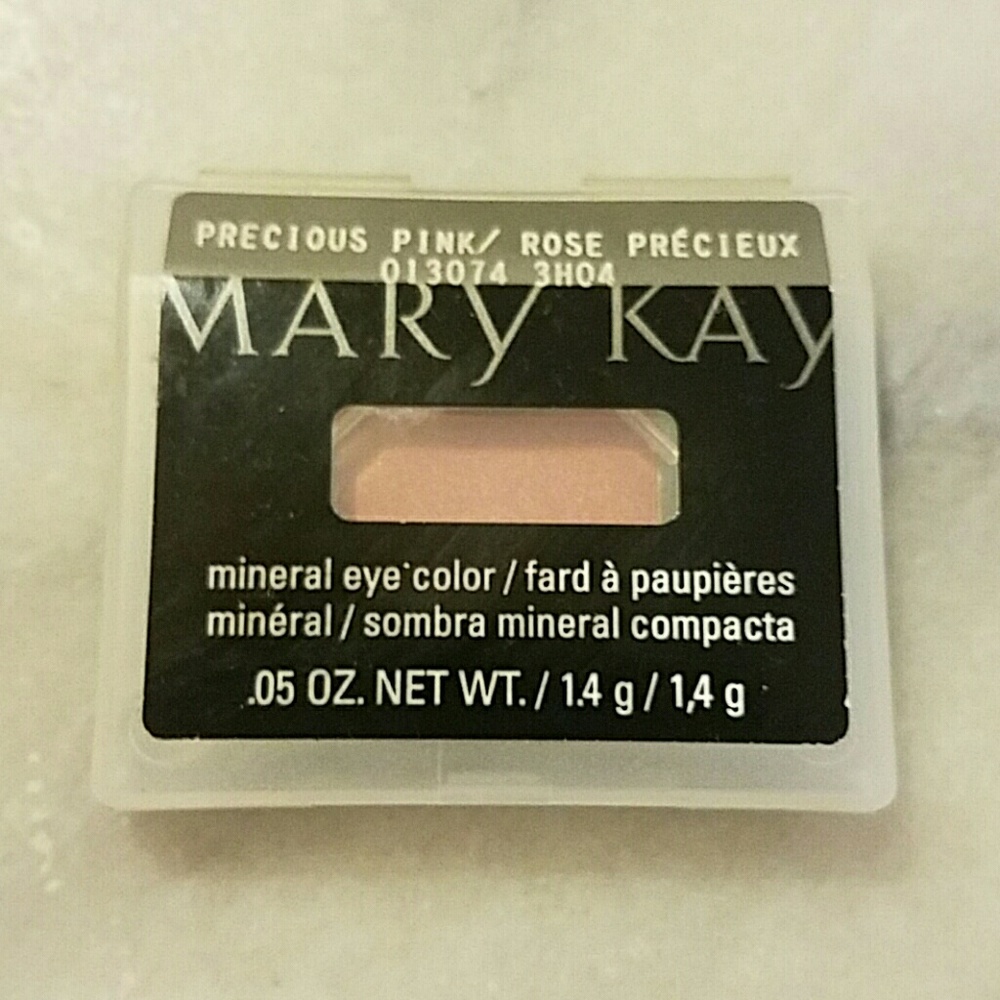 PRECIOUS PINK/ ROSE PRÉCIEUX
013074 3H04
MARY KAY
mineral eye color / fard à paupières
minéral / sombra mineral compacta
.05 OZ. NET WT. / 1.4 g / 1,4 g